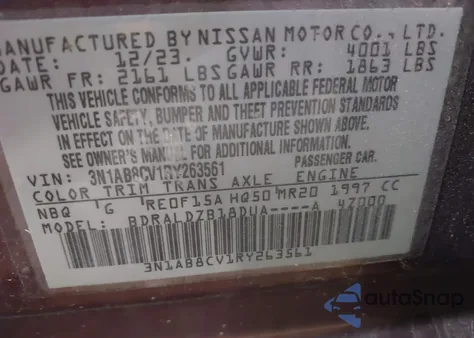 MANUFACTURED BY NISSAN MOTOR CO., LTD.
DATE: 12/23. GVWR: 4001 LBS
GAWR FR: 2161 LBS GAWR RR: 1863 LBS
THIS VEHICLE CONFORMS TO ALL APPLICABLE FEDERAL MOTOR
VEHICLE SAFETY, BUMPER AND THEFT PREVENTION STANDARDS
IN EFFECT ON THE DATE OF MANUFACTURE SHOWN ABOVE.
SEE OWNER'S MANUAL FOR ADDITIONAL INFORMATION.
VIN: 3N1AB8CV1RY263561 PASSENGER CAR.
COLOR TRIM TRANS AXLE ENGINE
NBQ G RE0F15A HQ50 MR20 1997 CC
MODEL: BDRALDZB18DUA----A 4Z000
3N1AB8CV1RY263561
autoSnap